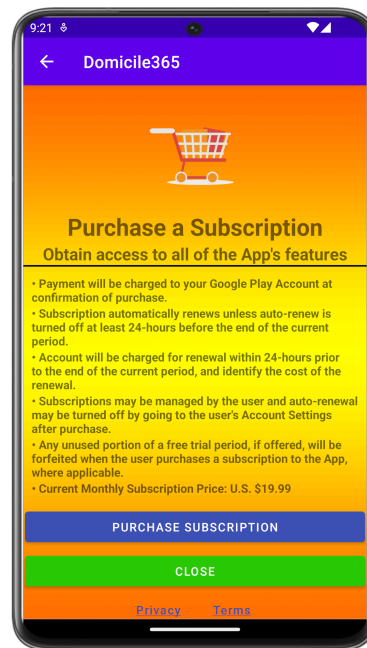 9:21
Domicile365
Purchase a Subscription
Obtain access to all of the App's features
• Payment will be charged to your Google Play Account at
confirmation of purchase.
• Subscription automatically renews unless auto-renew is
turned off at least 24-hours before the end of the current
period.
• Account will be charged for renewal within 24-hours prior
to the end of the current period, and identify the cost of the
renewal.
• Subscriptions may be managed by the user and auto-renewal
may be turned off by going to the user's Account Settings
after purchase.
• Any unused portion of a free trial period, if offered, will be
forfeited when the user purchases a subscription to the App,
where applicable.
• Current Monthly Subscription Price: U.S. $19.99
PURCHASE SUBSCRIPTION
CLOSE
Privacy Terms